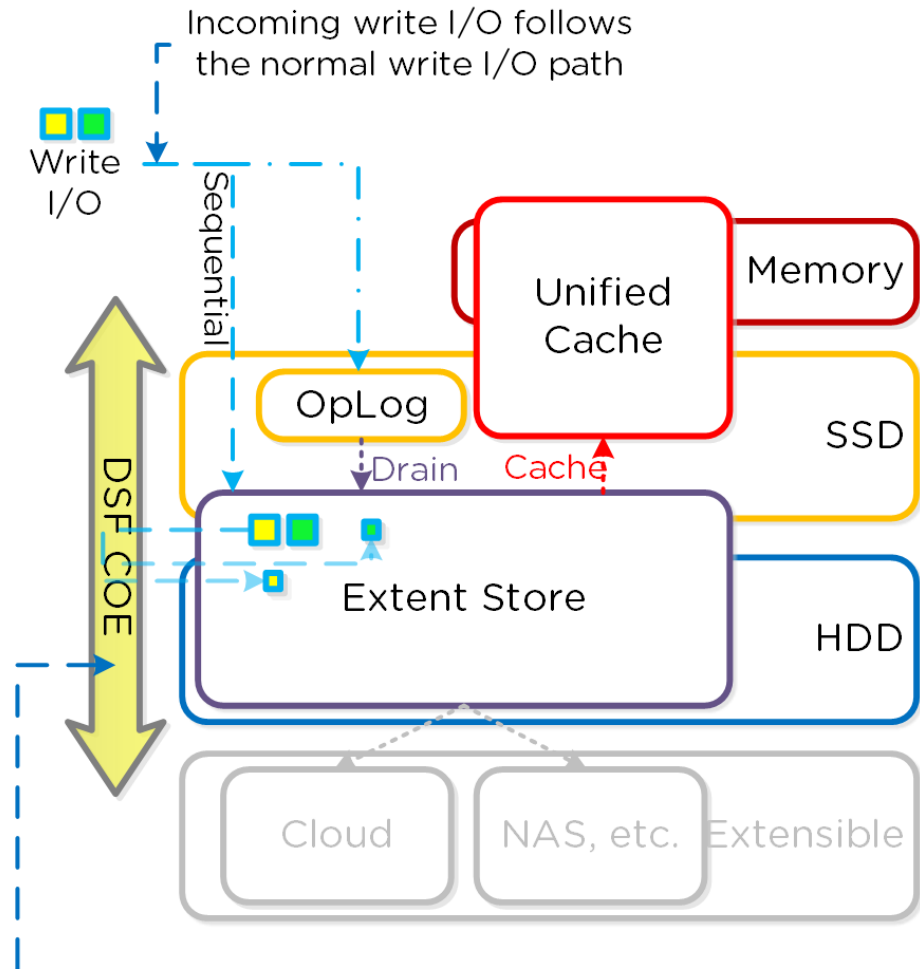 Incoming write I/O follows
the normal write I/O path
Write
I/O
Sequential
Unified
Cache
Memory
OpLog
SSD
Drain
Cache
DSF COE
Extent Store
HDD
Cloud
NAS, etc.
Extensible